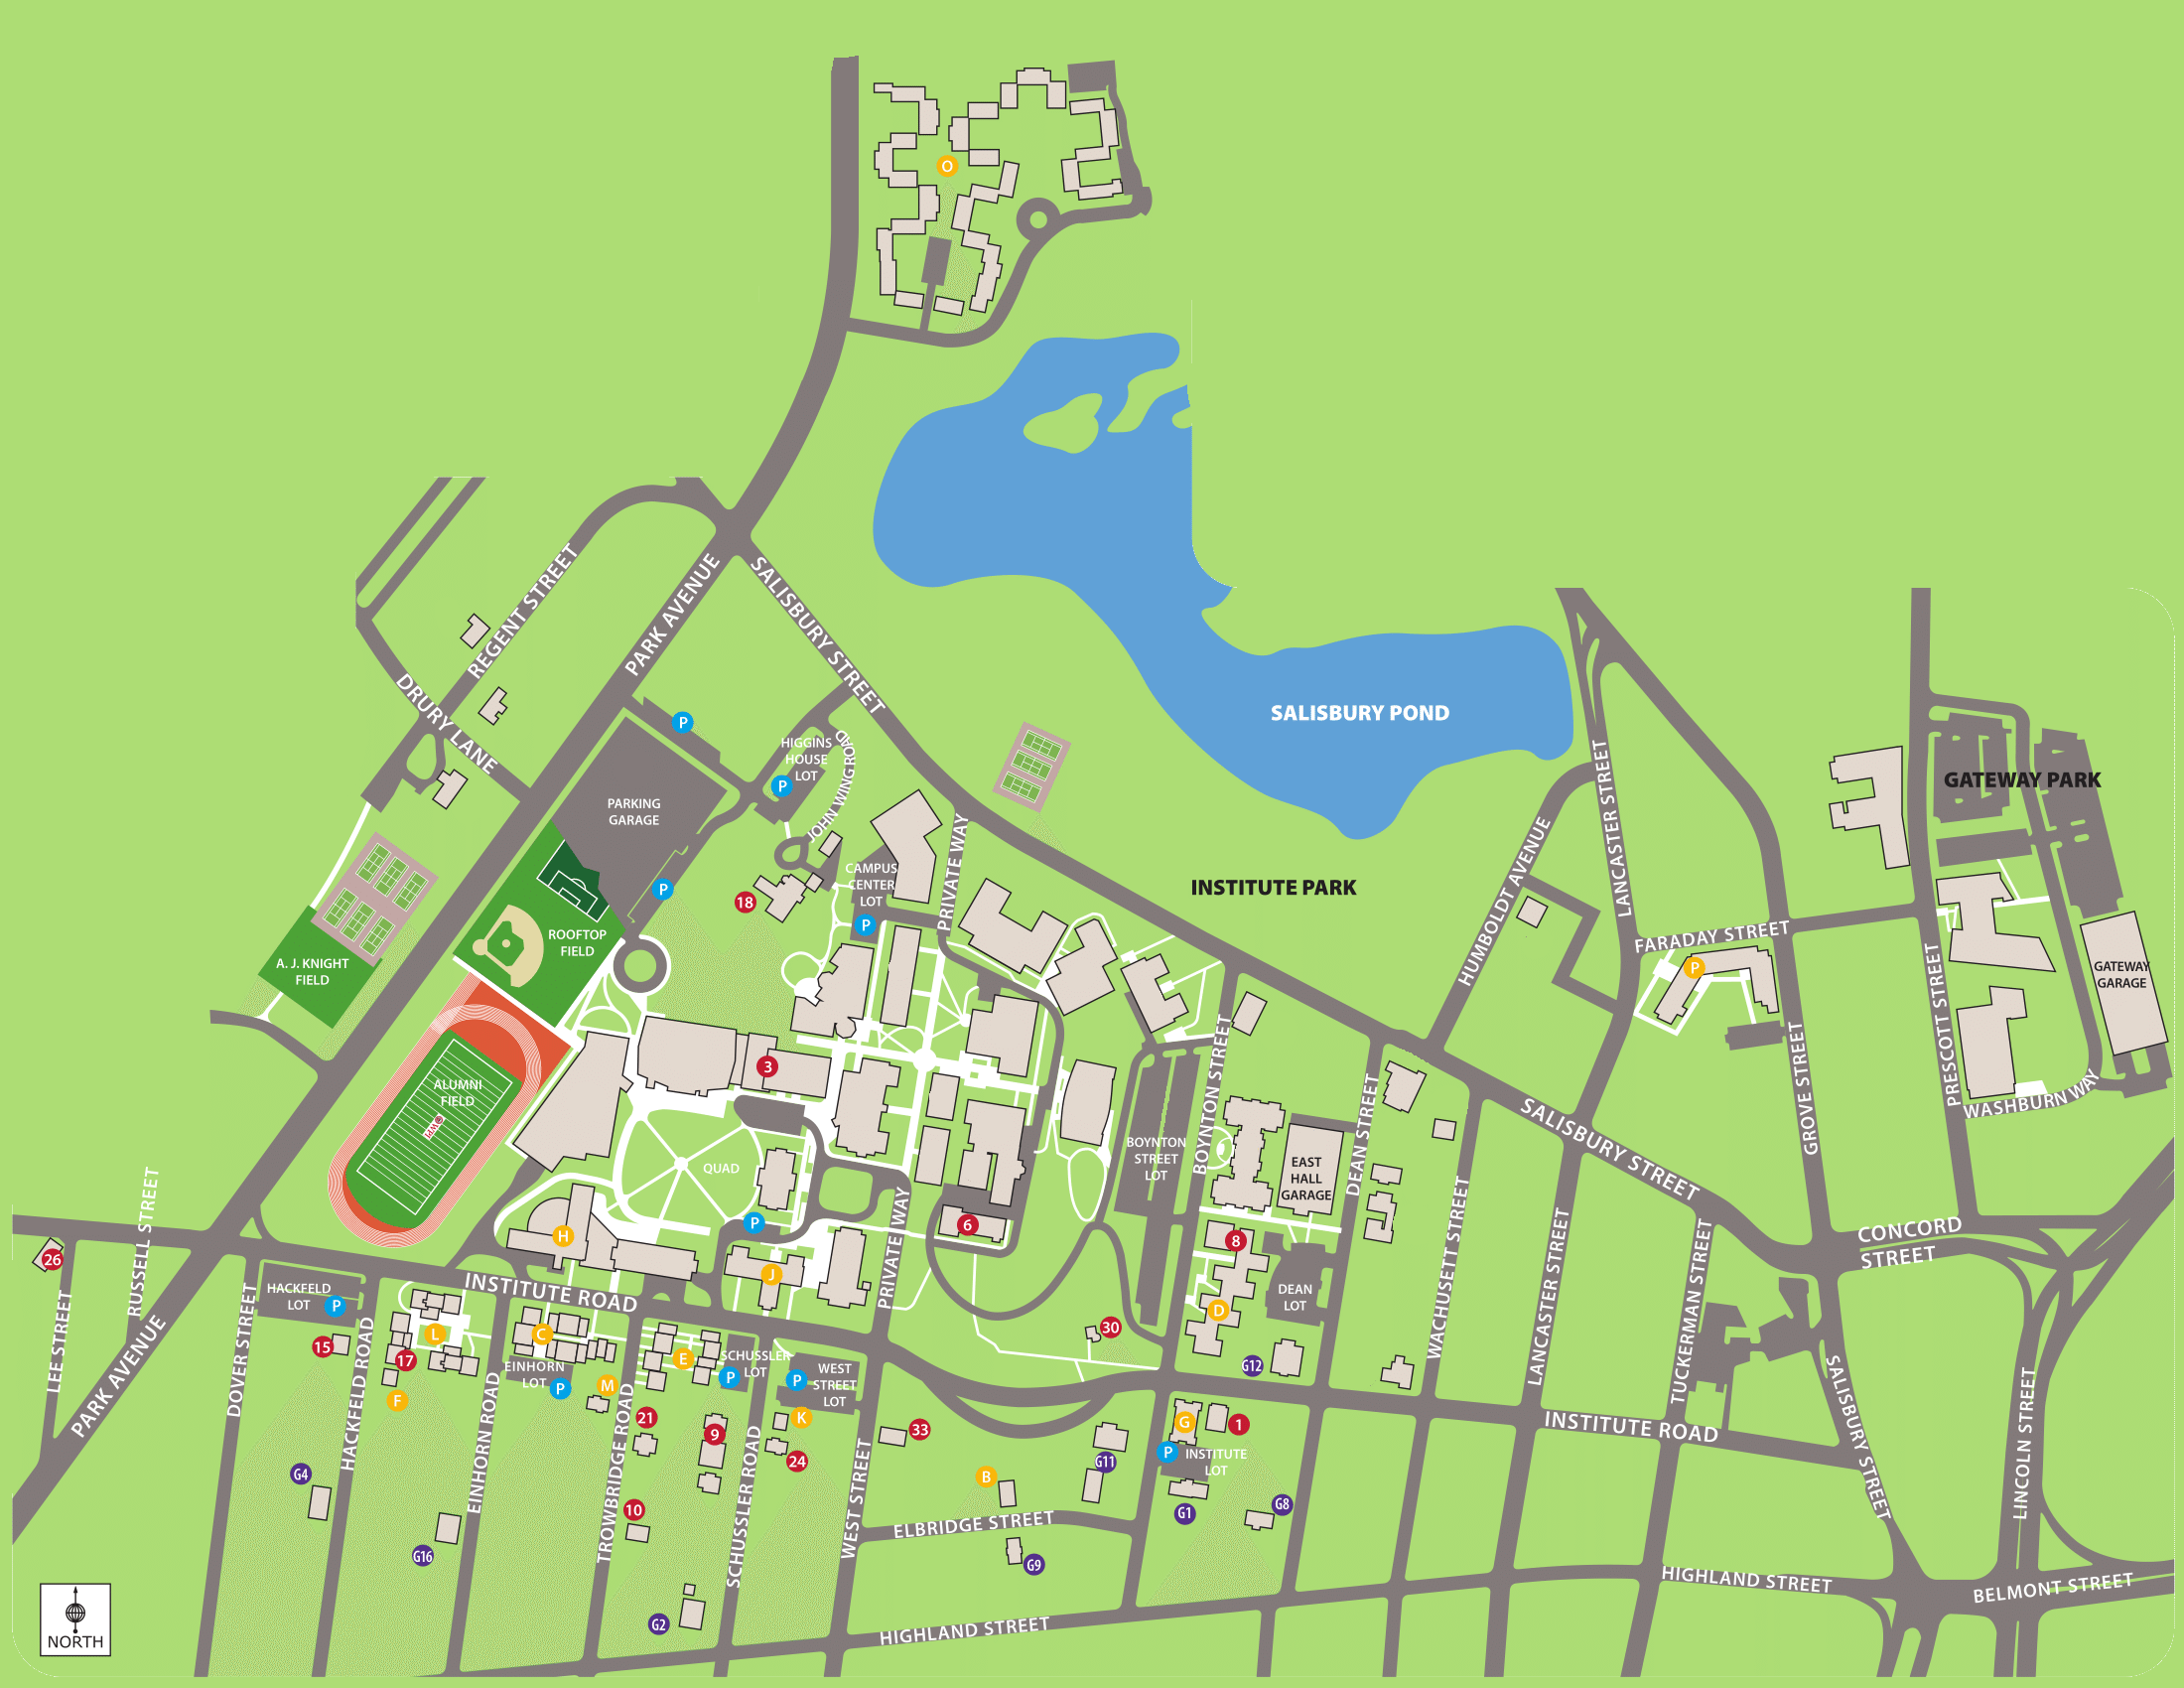 O
REGENT STREET
PARK AVENUE
SALISBURY STREET
DRURY LANE
SALISBURY POND
P
HIGGINS
HOUSE
LOT
P
JOHN WING ROAD
PARKING
GARAGE
GATEWAY PARK
LANCASTER STREET
HUMBOLDT AVENUE
PRIVATE WAY
CAMPUS
CENTER
LOT
P
P
18
INSTITUTE PARK
ROOFTOP
FIELD
A. J. KNIGHT
FIELD
FARADAY STREET
P
GATEWAY
GARAGE
PRESCOTT STREET
GROVE STREET
WASHBURN WAY
3
ALUMNI
FIELD
WPI
QUAD
BOYNTON STREET
BOYNTON
STREET
LOT
EAST
HALL
GARAGE
DEAN STREET
SALISBURY STREET
CONCORD
STREET
WACHUSET STREET
LANCASTER STREET
TUCKERMAN STREET
H
P
6
8
26
RUSSELL STREET
LEE STREET
PARK AVENUE
HACKFELD
LOT
P
INSTITUTE ROAD
J
PRIVATE WAY
D
DEAN
LOT
15
17
L
C
E
30
DOVER STREET
HACKFELD ROAD
EINHORN
LOT
P
SCHUSSLER
LOT
P
WEST
STREET
LOT
P
G12
F
M
K
G
1
21
9
24
33
INSTITUTE ROAD
EINHORN ROAD
TROWBRIDGE ROAD
SCHUSSLER ROAD
WEST STREET
P
INSTITUTE
LOT
G11
B
G4
10
G1
G8
SALISBURY STREET
LINCOLN STREET
ELBRIDGE STREET
G16
G9
G2
HIGHLAND STREET
HIGHLAND STREET
BELMONT STREET
NORTH